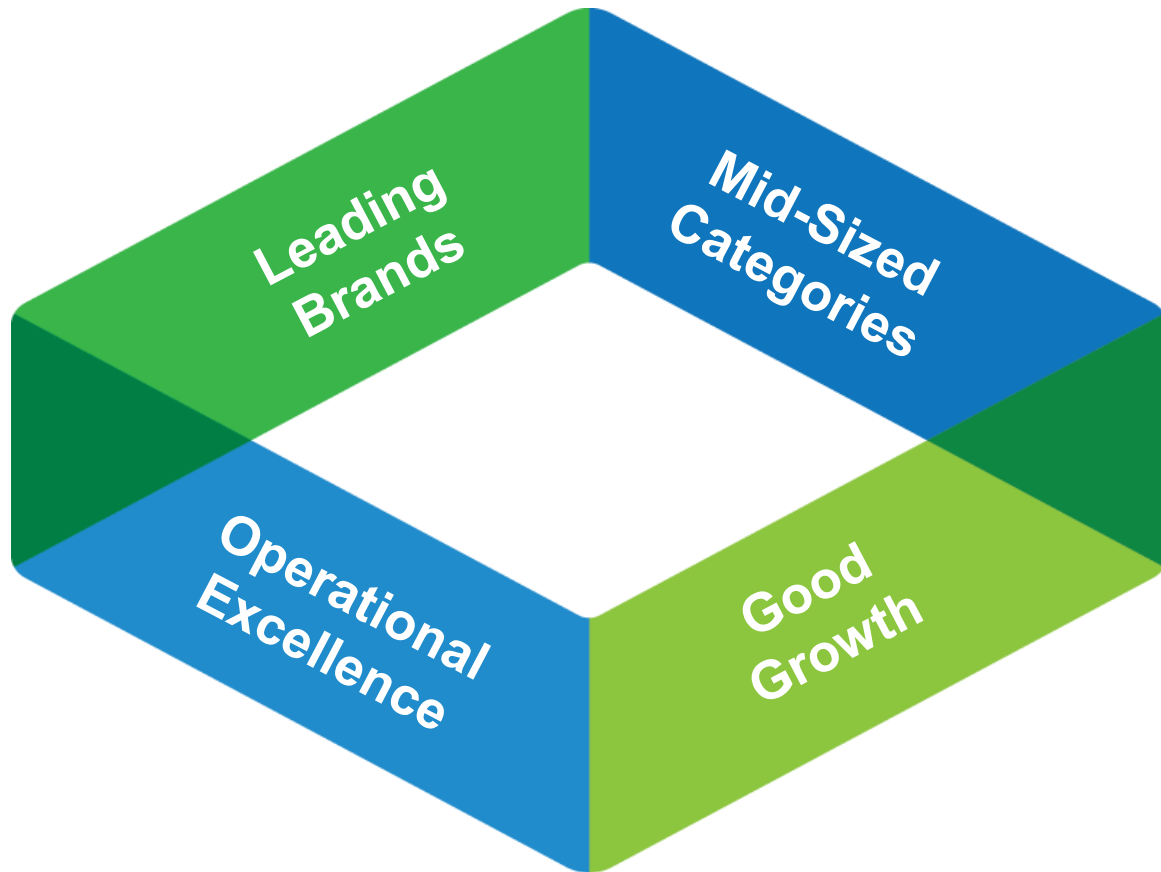 Leading
Brands
Mid-Sized
Categories
Operational
Excellence
Good
Growth